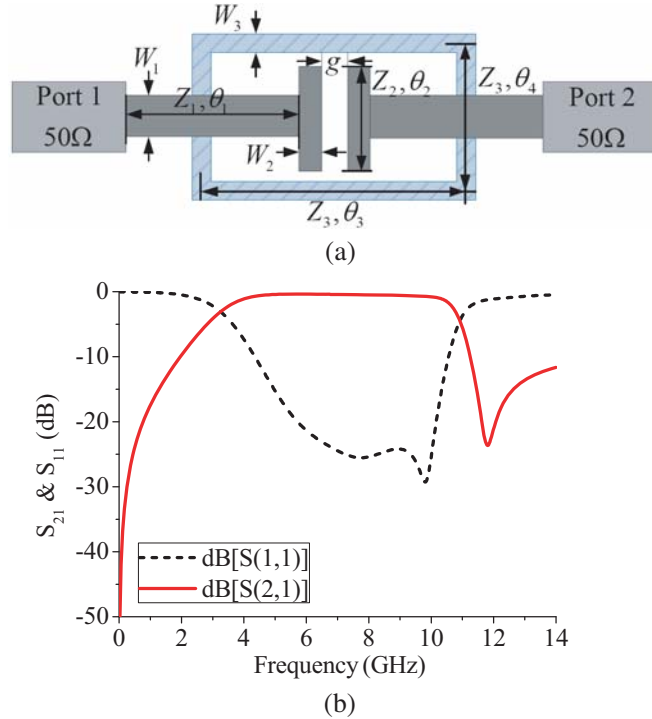 W₃
W₁
g
Port 1
50Ω
Z₁,θ₁
Z₂,θ₂
Z₃,θ₄
Port 2
50Ω
W₂
Z₃,θ₃
(a)
S₂₁ & S₁₁ (dB)
0
-10
-20
-30
-40
-50
dB[S(1,1)]
dB[S(2,1)]
0 2 4 6 8 10 12 14
Frequency (GHz)
(b)